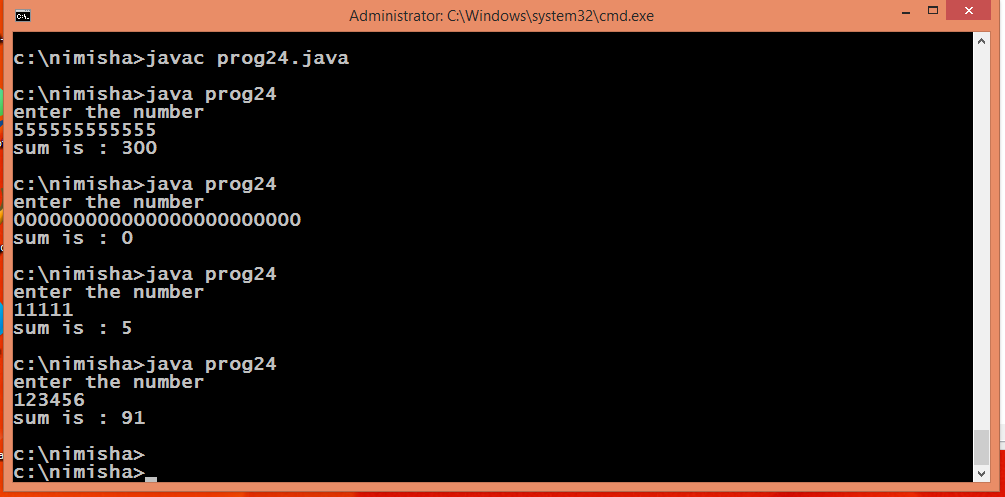 Administrator: C:\Windows\system32\cmd.exe
c:\nimisha>javac prog24.java
c:\nimisha>java prog24
enter the number
555555555555
sum is : 300
c:\nimisha>java prog24
enter the number
000000000000000000000000
sum is : 0
c:\nimisha>java prog24
enter the number
11111
sum is : 5
c:\nimisha>java prog24
enter the number
123456
sum is : 91
c:\nimisha>
c:\nimisha>_